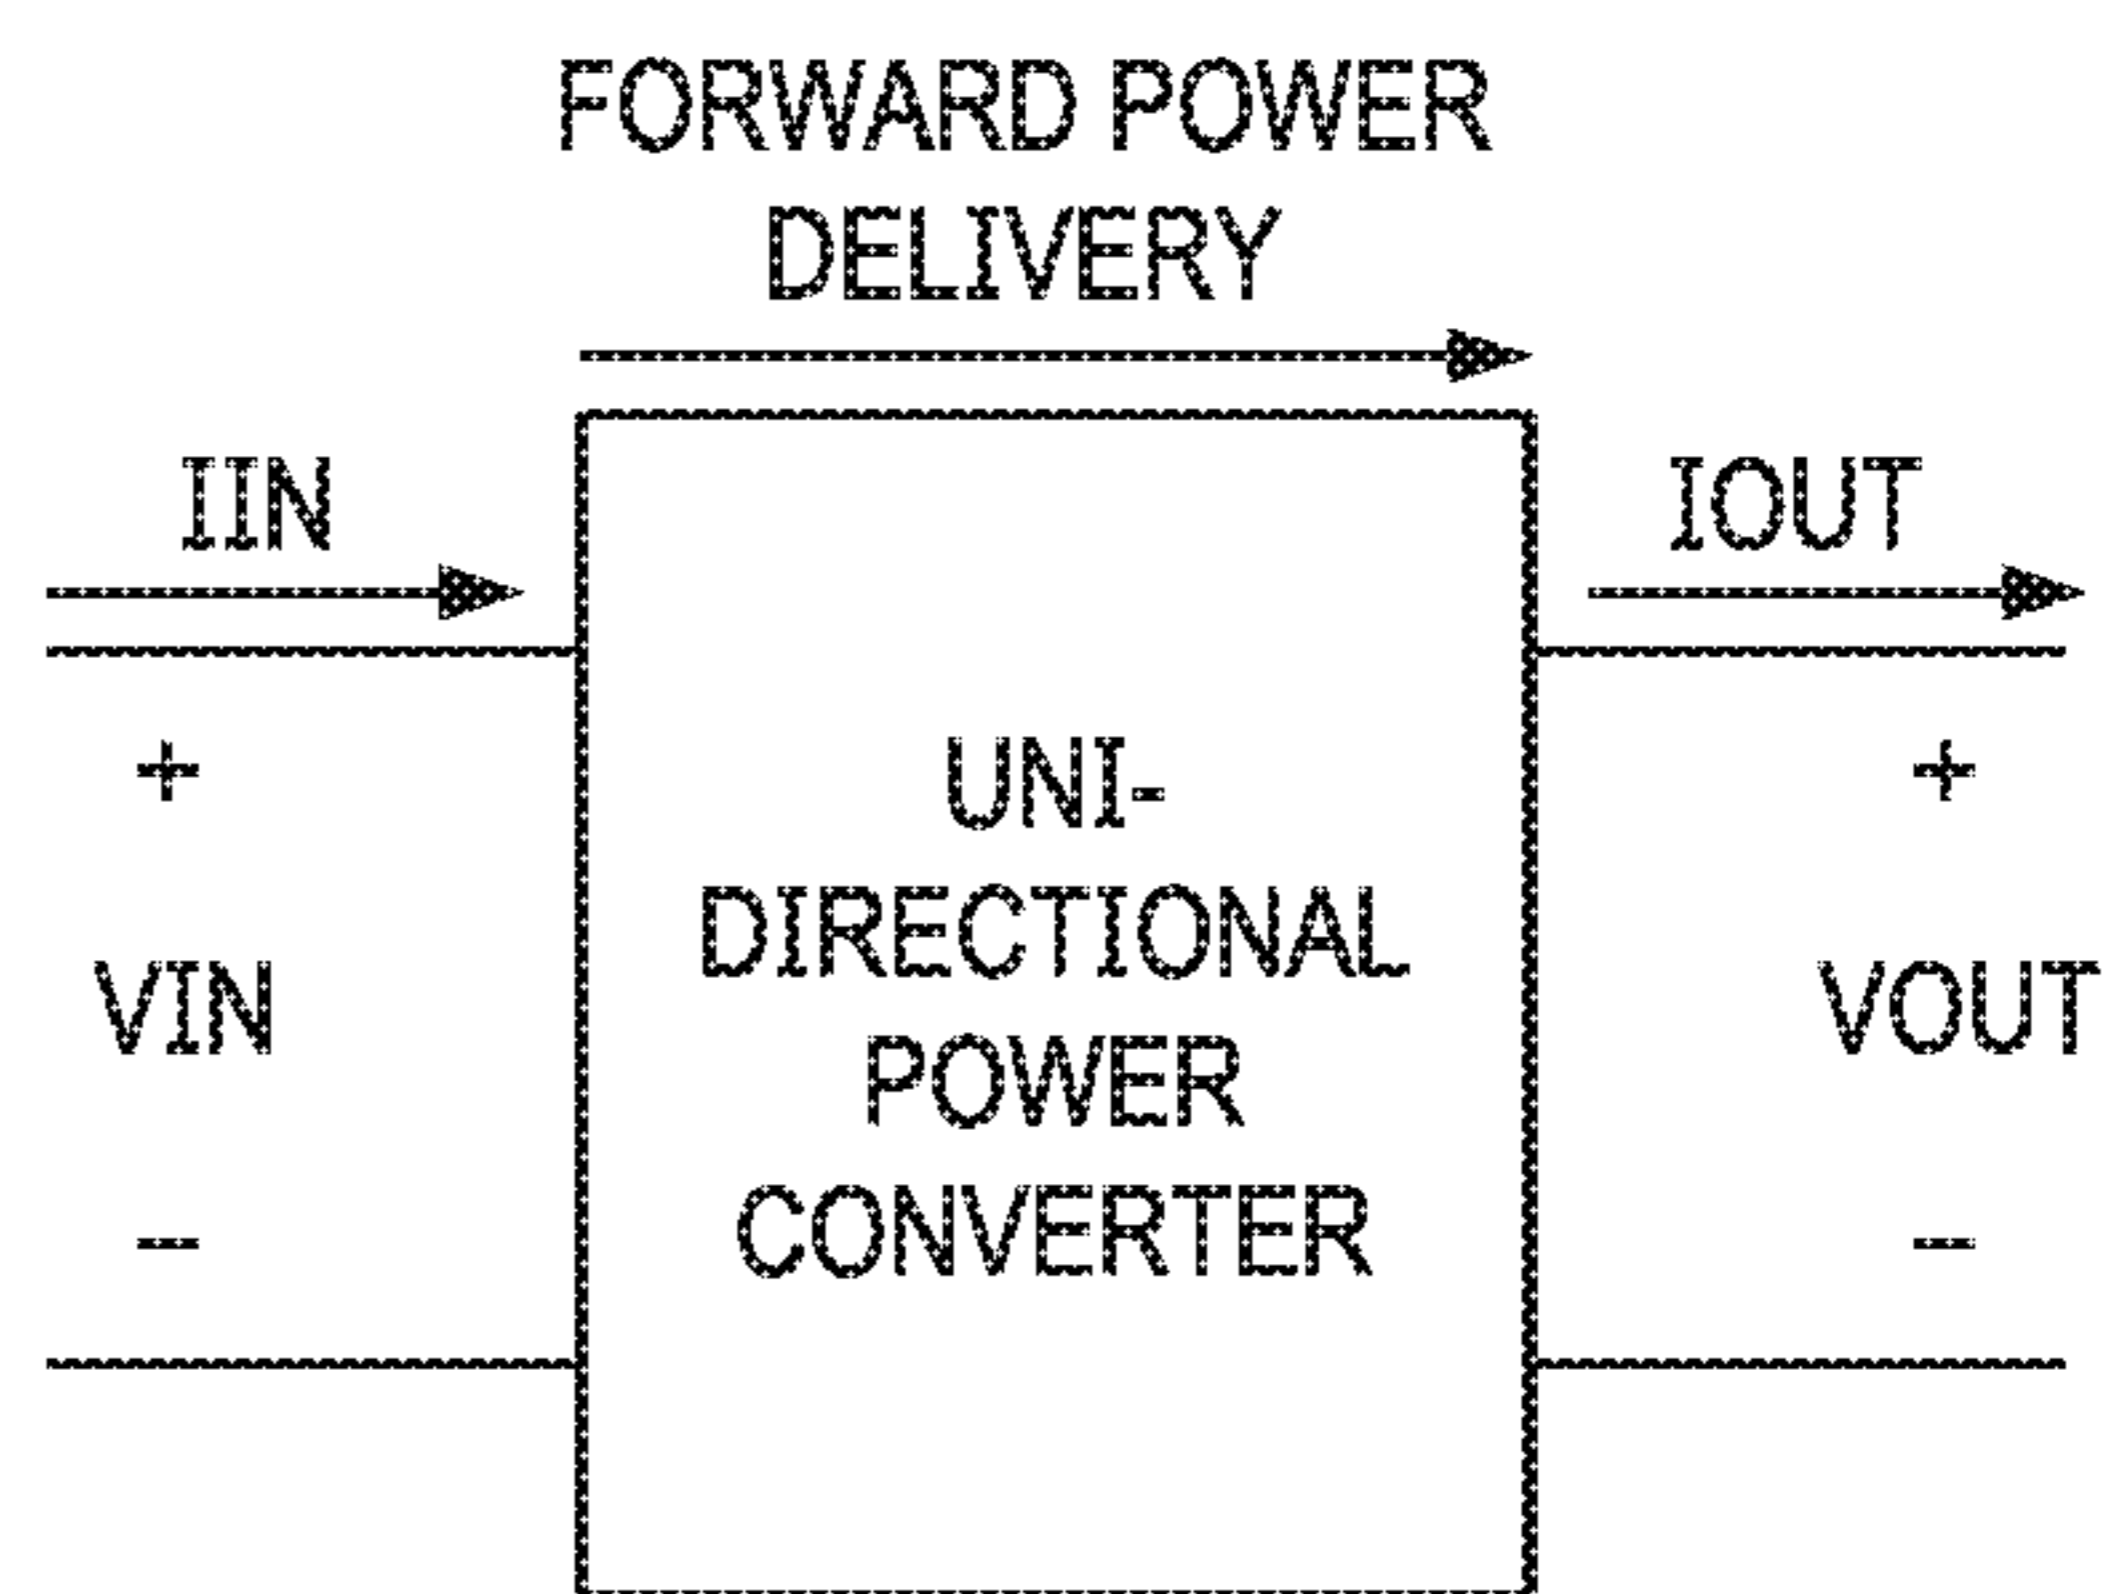 FORWARD POWER
DELIVERY
IIN
IOUT
+
+
UNI-
DIRECTIONAL
VIN
VOUT
POWER
CONVERTER
–
–